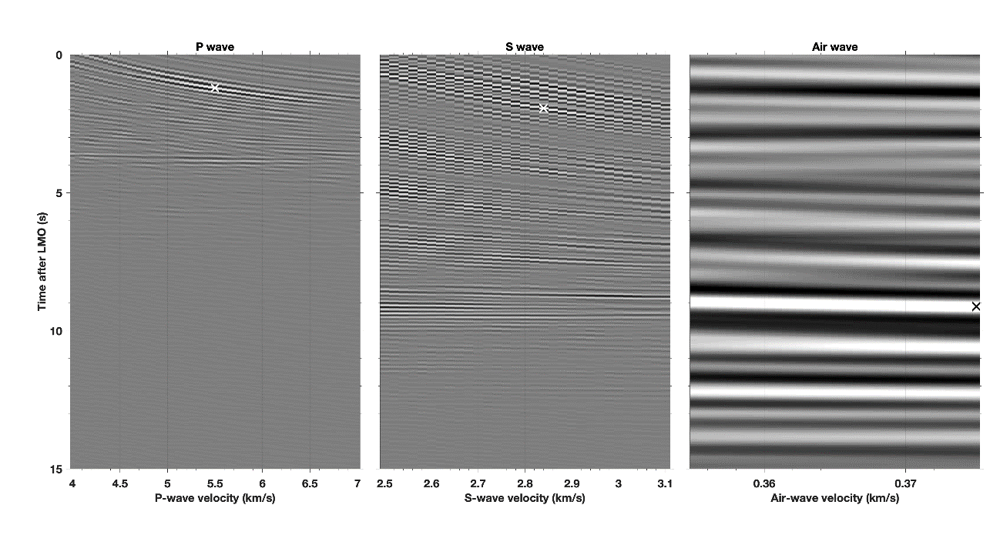 P wave
S wave
Air wave
0
5
10
15
Time after LMO (s)
4 4.5 5 5.5 6 6.5 7
2.5 2.6 2.7 2.8 2.9 3 3.1
0.36 0.37
P-wave velocity (km/s)
S-wave velocity (km/s)
Air-wave velocity (km/s)